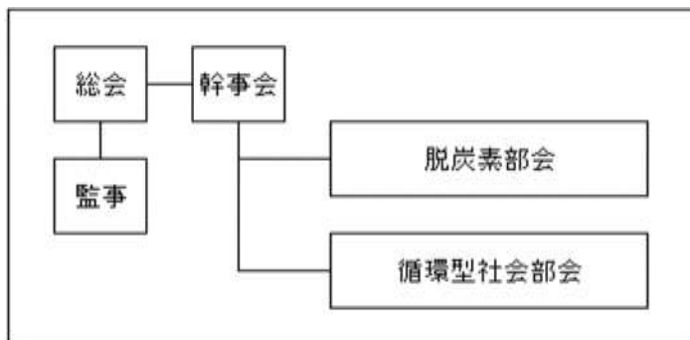 総会
幹事会
監事
脱炭素部会
循環型社会部会